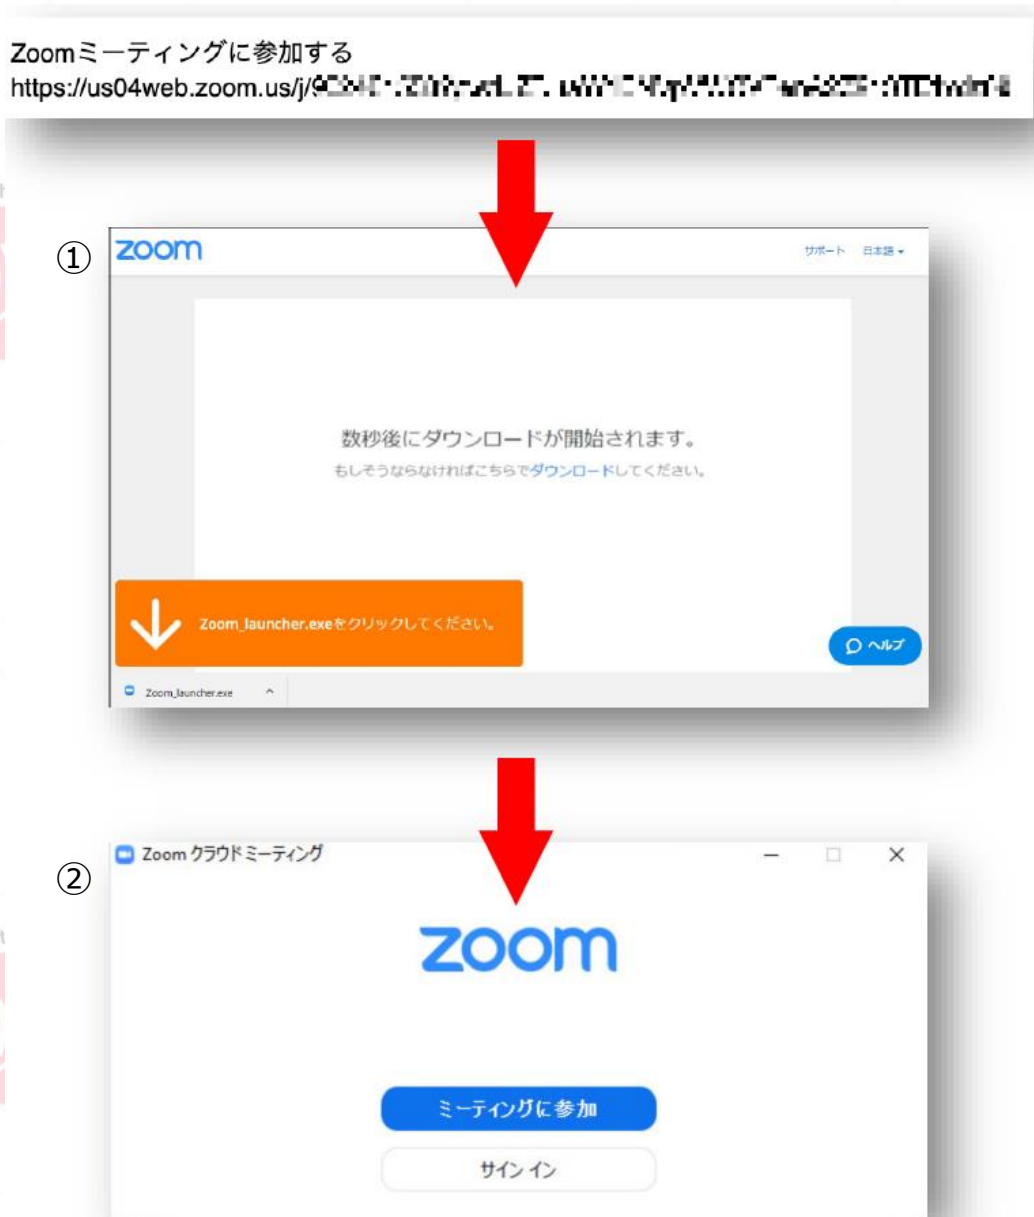 Zoomミーティングに参加する
https://us04web.zoom.us/j/
①
zoom
サポート 日本語
数秒後にダウンロードが開始されます。
もしそうならなければこちらでダウンロードしてください。
Zoom_launcher.exeをクリックしてください。
ヘルプ
Zoom_launcher.exe
②
Zoom クラウド ミーティング
zoom
ミーティングに参加
サイン イン